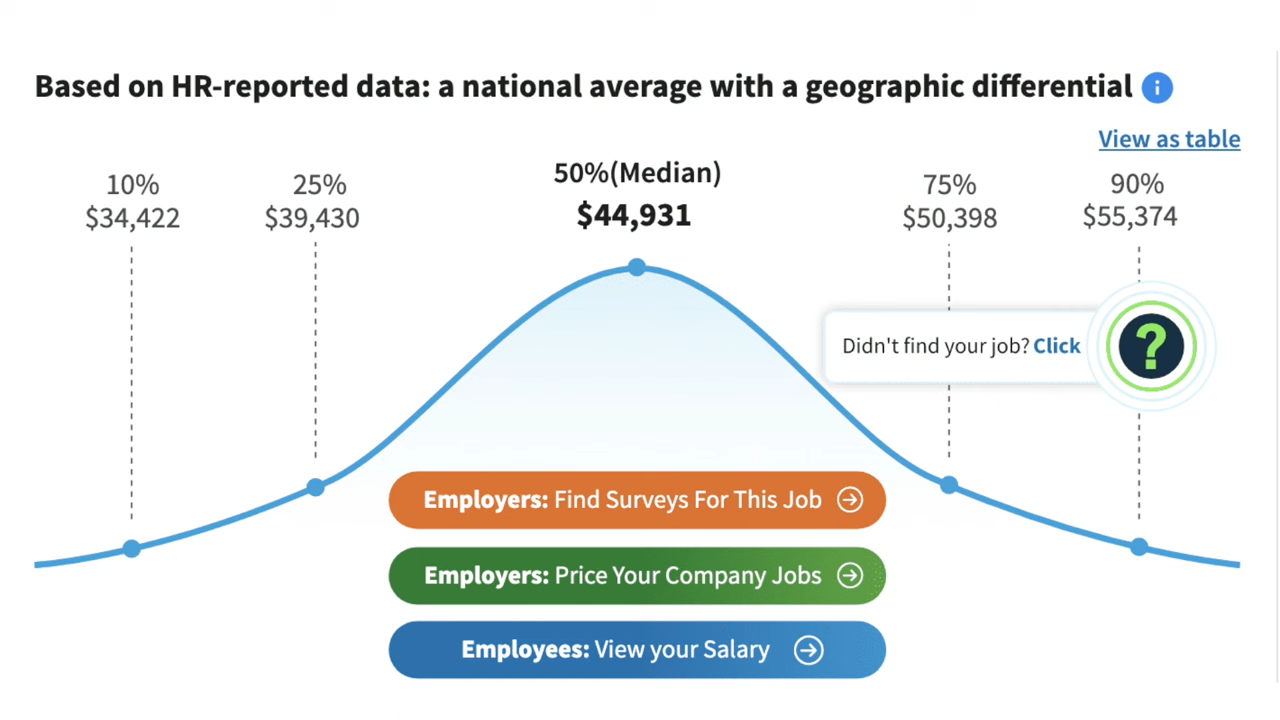 Based on HR-reported data: a national average with a geographic differential i
View as table
10%
$34,422
25%
$39,430
50%(Median)
$44,931
75%
$50,398
90%
$55,374
Didn't find your job? Click
?
Employers: Find Surveys For This Job
Employers: Price Your Company Jobs
Employees: View your Salary